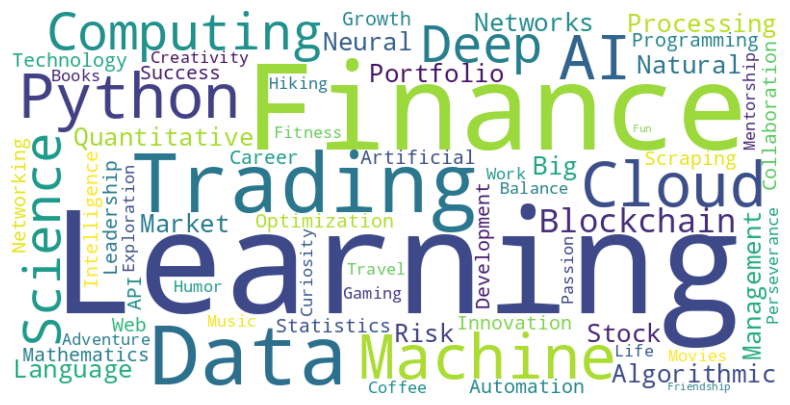 Computing
Growth
Networks
Processing
Neural
Deep
AI
Programming
Technology
Creativity
Books
Success
Portfolio
Natural
Python
Hiking
Finance
Mentorship
Collaboration
Quantitative
Fitness
Fun
Science
Networking
Intelligence
Leadership
Exploration
Career
Artificial
Work
Big
Scraping
Trading
Balance
Cloud
Market
Optimization
Development
Blockchain
Learning
API
Humor
Curiosity
Travel
Gaming
Passion
Management
Perseverance
Web
Music
Statistics
Risk
Innovation
Stock
Adventure
Mathematics
Data
Machine
Life
Movies
Language
Coffee
Automation
Algorithmic
Friendship